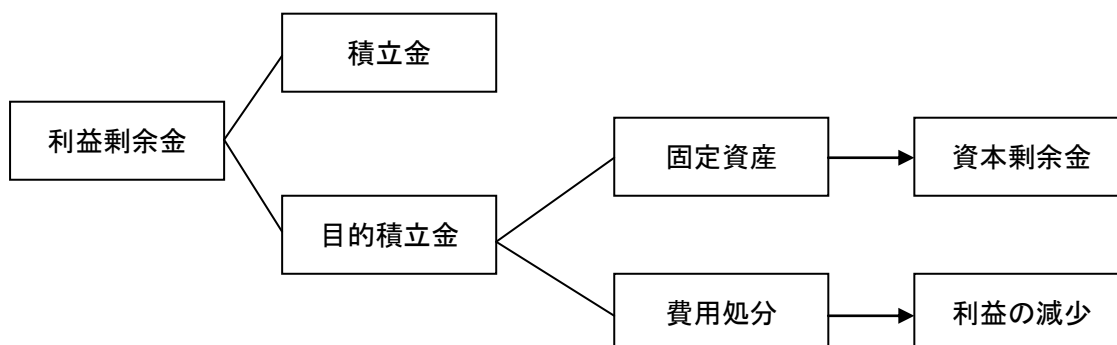 積立金
利益剰余金
固定資産
資本剰余金
目的積立金
費用処分
利益の減少